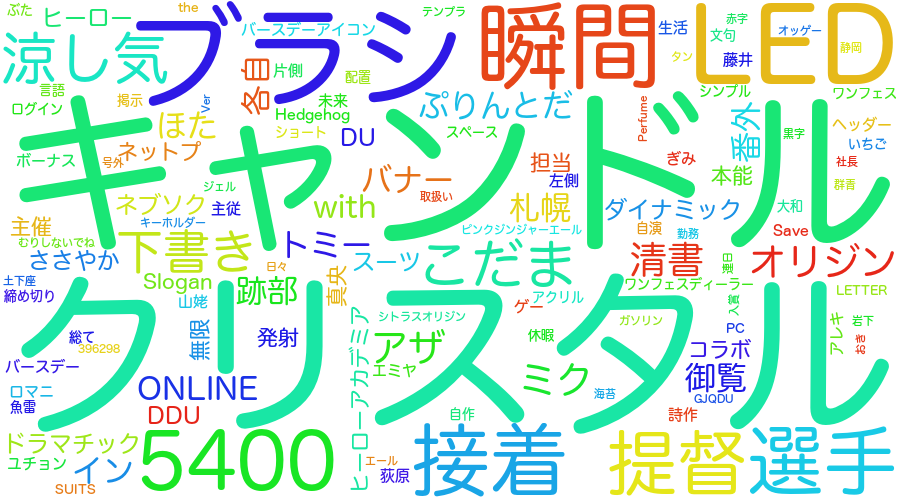 ぶた
ヒーロー
the
ブラシ
バースデーアイコン
テンプラ
瞬間
LED
生活
赤字
文句
オッゲー
静岡
藤井
タン
涼し気
各自
片側
配置
言語
ログイン
掲示
Ver
未来
Hedgehog
ぷりんとだ
Perfume
シンプル
ワンフェス
ほた
ショート
DU
スペース
番外
黒字
ヘッダー
いちご
ボーナス
号外
ネットプ
キャンドル
バナー
担当
ぎみ
本能
社長
群青
ジェル
左側
取扱い
ネブソク
主従
with
札幌
ダイナミック
大和
主催
キーホルダー
ピンクジンジャーエール
自演
勤務
Save
むりしないでね
ささやか
下書き
トミー
スーツ
こだま
清書
オリジン
日々
連日
土下座
締め切り
Slogan
跡部
真央
ワンフェスディーラー
LETTER
山姥
アクリル
ゲー
入賞
クリスタル
無限
発射
シトラスオリジン
ガソリン
アレキ
岩下
総て
396298
ヒーローアカデミア
アザ
休暇
PC
おき
バースデー
エミヤ
コラボ
ロマニ
ONLINE
ミク
御覧
魚雷
海苔
GJQDU
DDU
自作
詩作
ドラマチック
5400
接着
提督
選手
ユチョン
イン
エール
荻原
SUITS